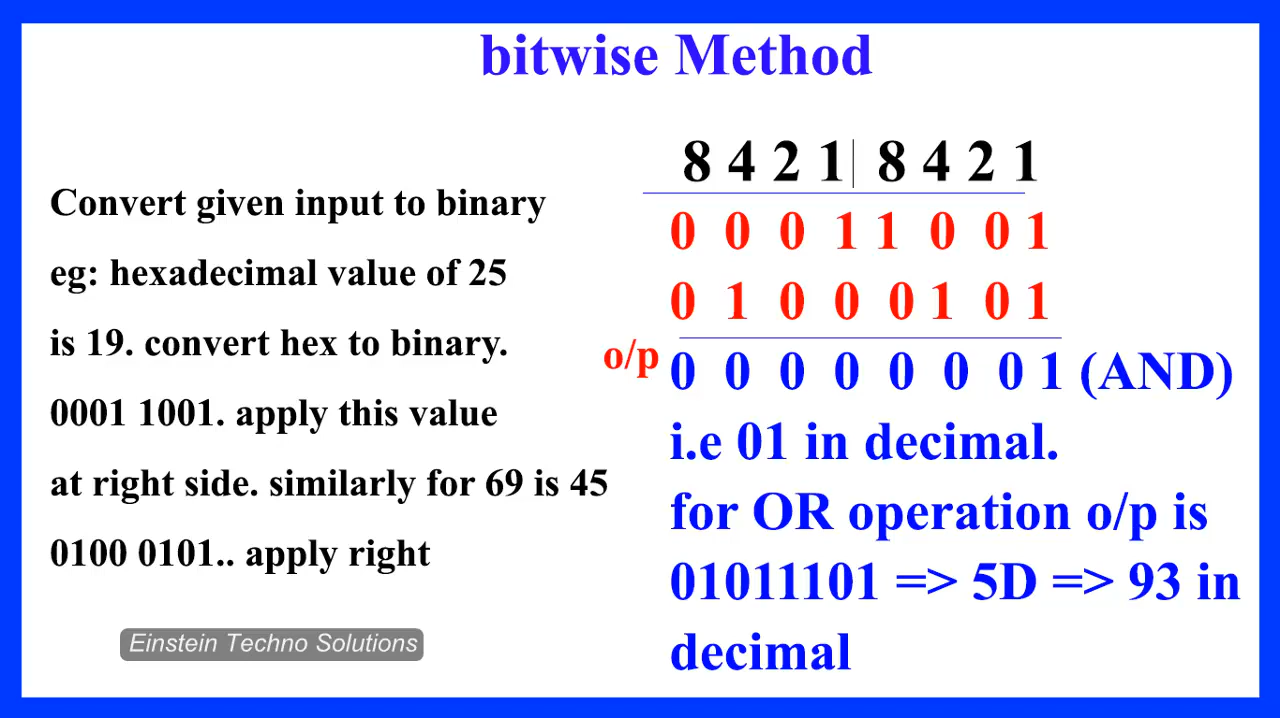 bitwise Method
Convert given input to binary
eg: hexadecimal value of 25
is 19. convert hex to binary.
0001 1001. apply this value
at right side. similarly for 69 is 45
0100 0101.. apply right
Einstein Techno Solutions
8 4 2 1 8 4 2 1
0 0 0 1 1 0 0 1
0 1 0 0 0 1 0 1
o/p 0 0 0 0 0 0 0 1 (AND)
i.e 01 in decimal.
for OR operation o/p is
01011101 => 5D => 93 in
decimal